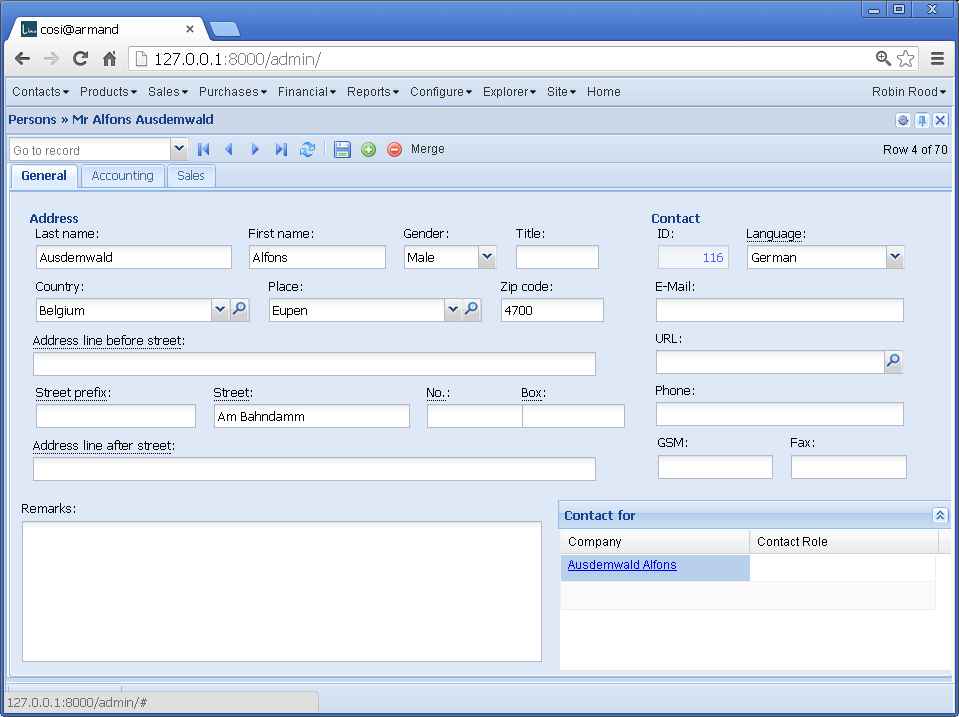 cosi@armand
127.0.0.1:8000/admin/
Contacts Products Sales Purchases Financial Reports Configure Explorer Site Home Robin Rood
Persons » Mr Alfons Ausdemwald
Go to record Merge Row 4 of 70
General Accounting Sales
Address Contact
Last name: First name: Gender: Title: ID: Language:
Ausdemwald Alfons Male 116 German
Country: Place: Zip code: E-Mail:
Belgium Eupen 4700
Address line before street: URL:
Street prefix: Street: No.: Box: Phone:
Am Bahndamm
Address line after street: GSM: Fax:
Remarks: Contact for
Company Contact Role
Ausdemwald Alfons
127.0.0.1:8000/admin/#